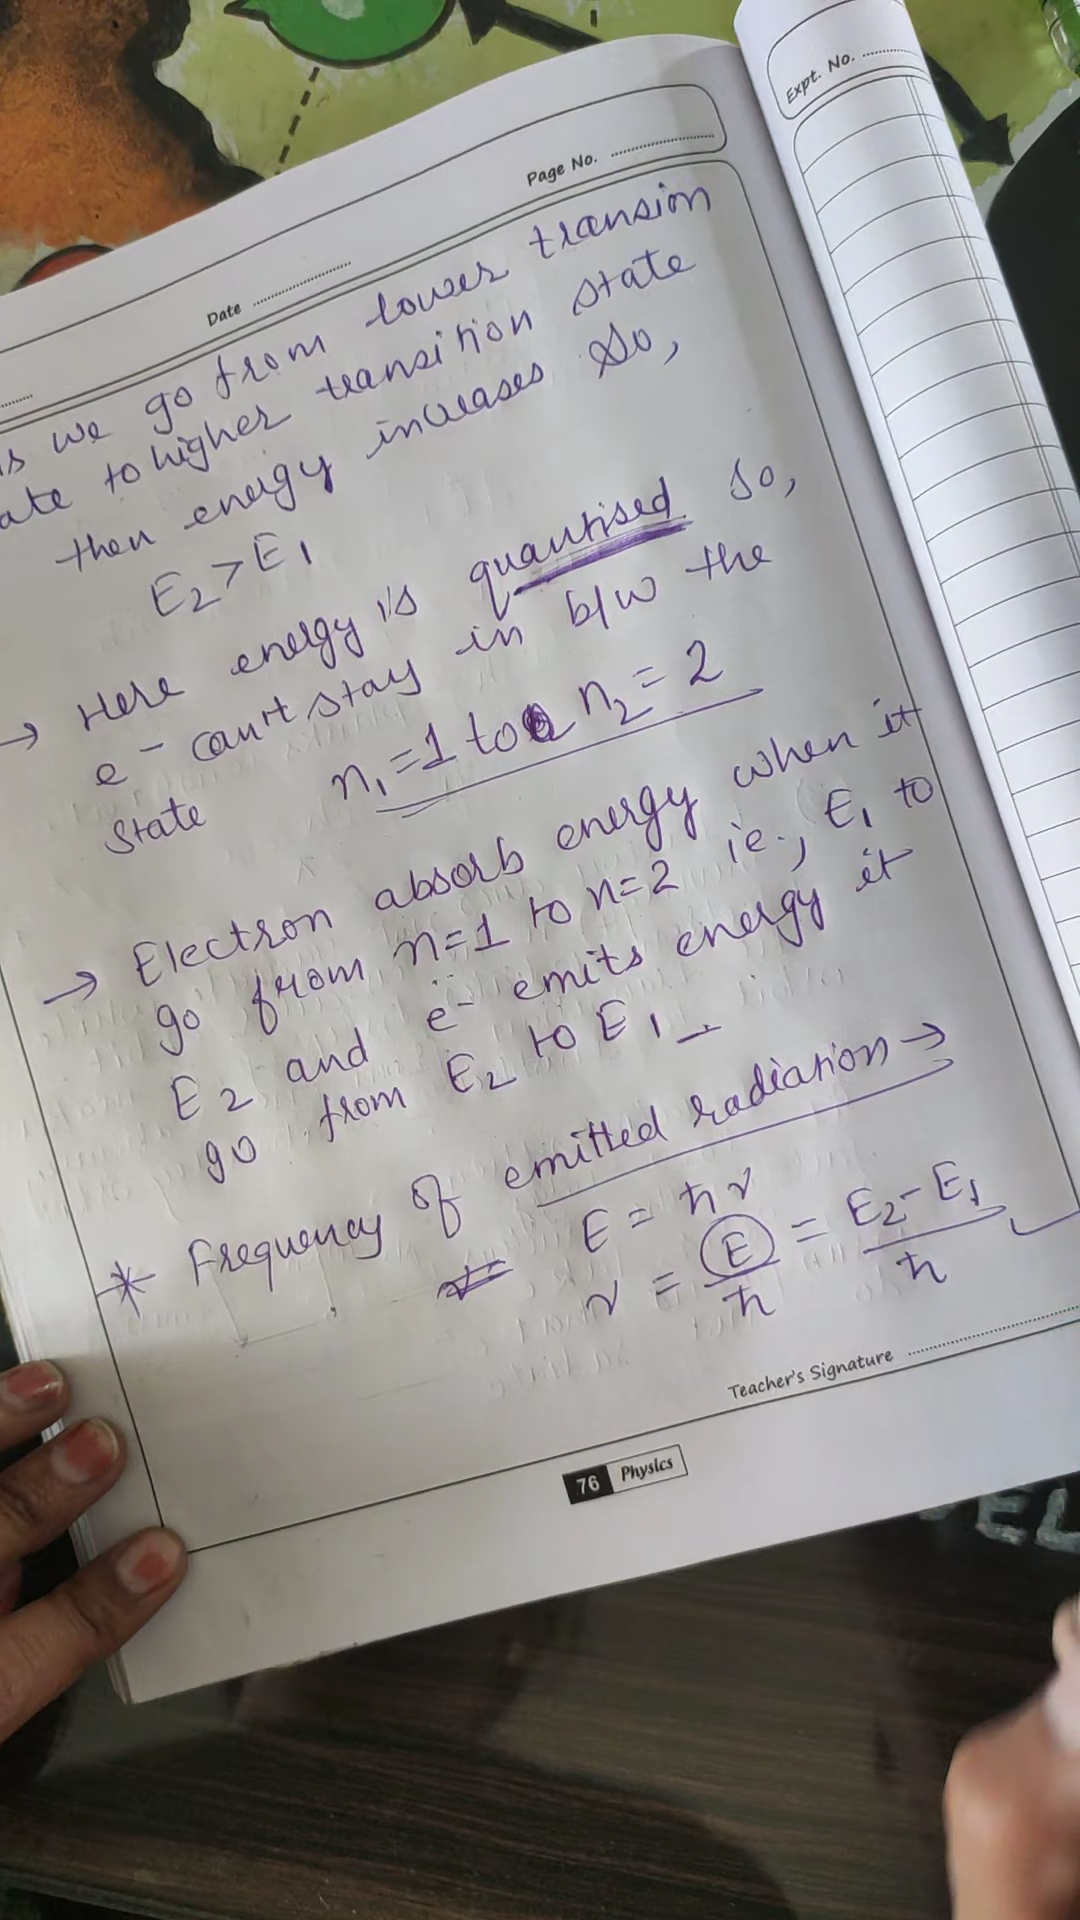 Expt. No.
Page No.
Date
is we go from lower transion
ate to higher transition state
then energy increases So,
E2 > E1
→ Here energy is quantised so,
e- can't stay in b/w the
state n1 = 1 to n2 = 2
→ Electron absorb energy when it
go from n=1 to n=2 ie., E1 to
E2 and e- emits energy it
go from E2 to E1 _
* Frequency of emitted radiation →
E = ħν
ν = E/ħ = E2-E1/ħ
Teacher's Signature
76 Physics
EL